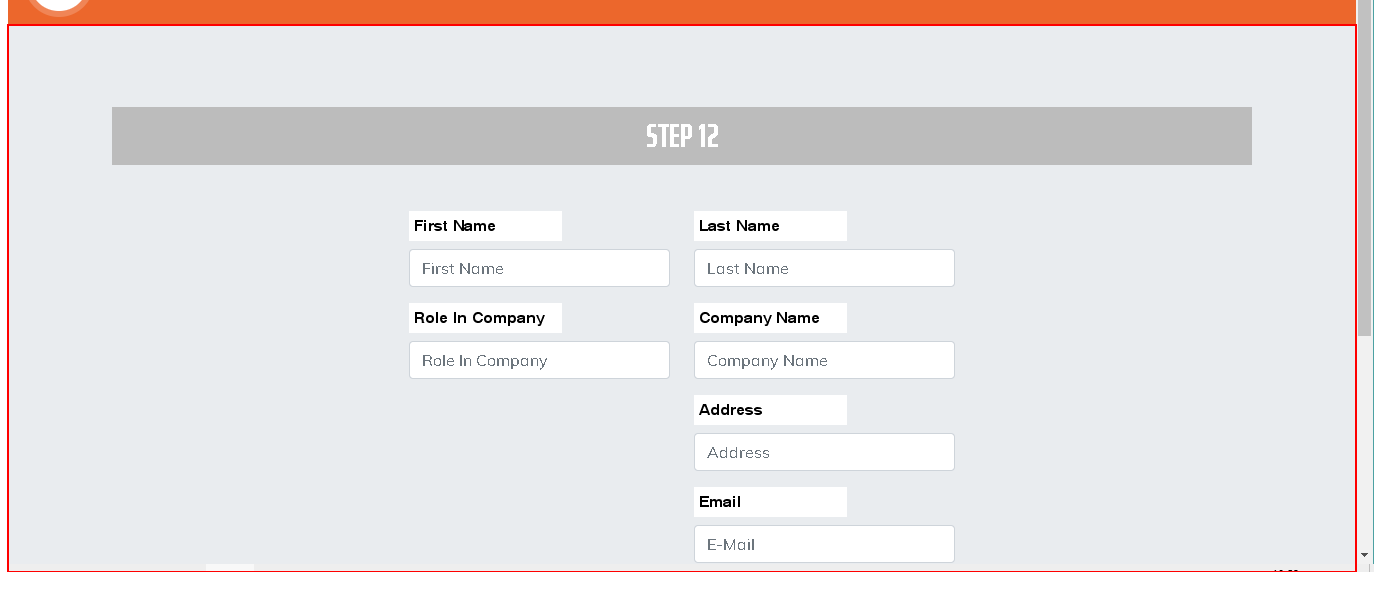 STEP 12
First Name
Last Name
First Name
Last Name
Role In Company
Company Name
Role In Company
Company Name
Address
Address
Email
E-Mail